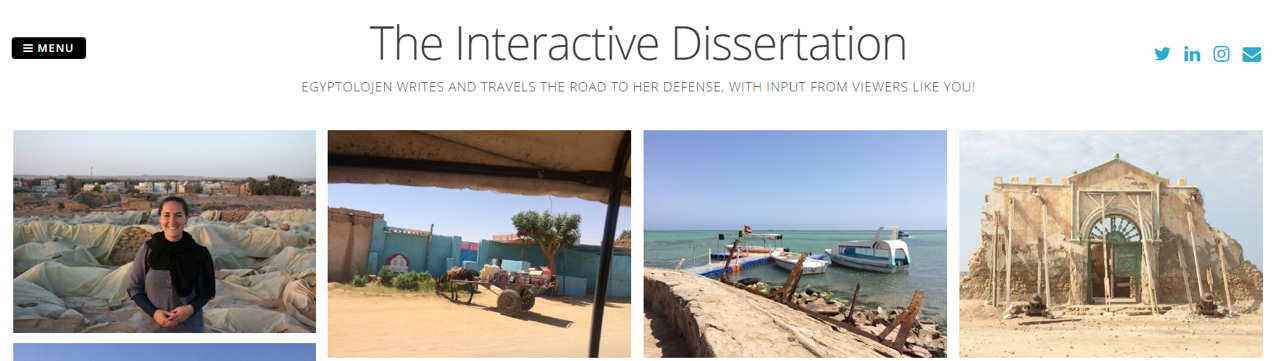 MENU
The Interactive Dissertation
EGYPTOLOJEN WRITES AND TRAVELS THE ROAD TO HER DEFENSE, WITH INPUT FROM VIEWERS LIKE YOU!